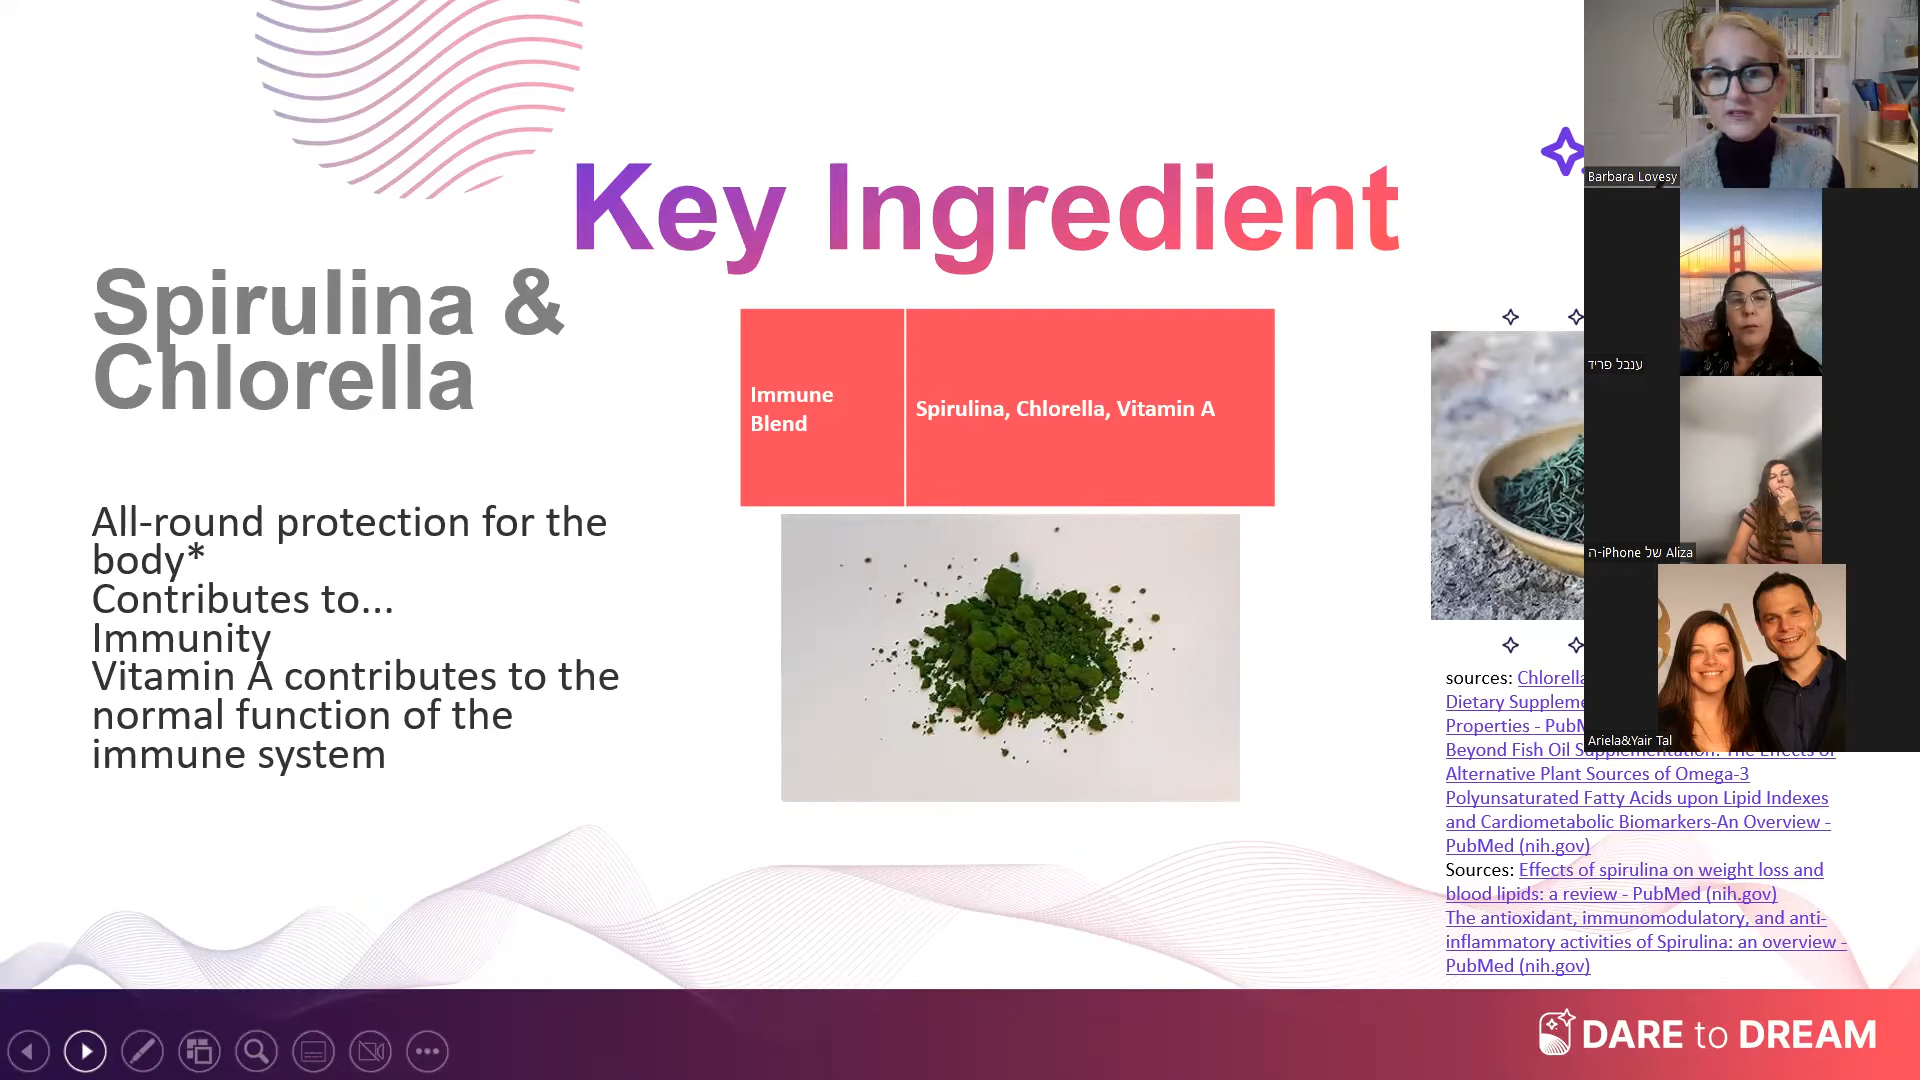 Key Ingredient
Spirulina &
Chlorella
All-round protection for the
body*
Contributes to...
Immunity
Vitamin A contributes to the
normal function of the
immune system
Immune
Blend
Spirulina, Chlorella, Vitamin A
sources: Chlorella
Dietary Suppleme
Properties - PubM
Beyond Fish Oil Supplementation: The Effects of
Alternative Plant Sources of Omega-3
Polyunsaturated Fatty Acids upon Lipid Indexes
and Cardiometabolic Biomarkers-An Overview -
PubMed (nih.gov)
Sources: Effects of spirulina on weight loss and
blood lipids: a review - PubMed (nih.gov)
The antioxidant, immunomodulatory, and anti-
inflammatory activities of Spirulina: an overview -
PubMed (nih.gov)
Barbara Lovesy
ענבל פריד
ה-iPhone של Aliza
Ariela&Yair Tal
DARE to DREAM